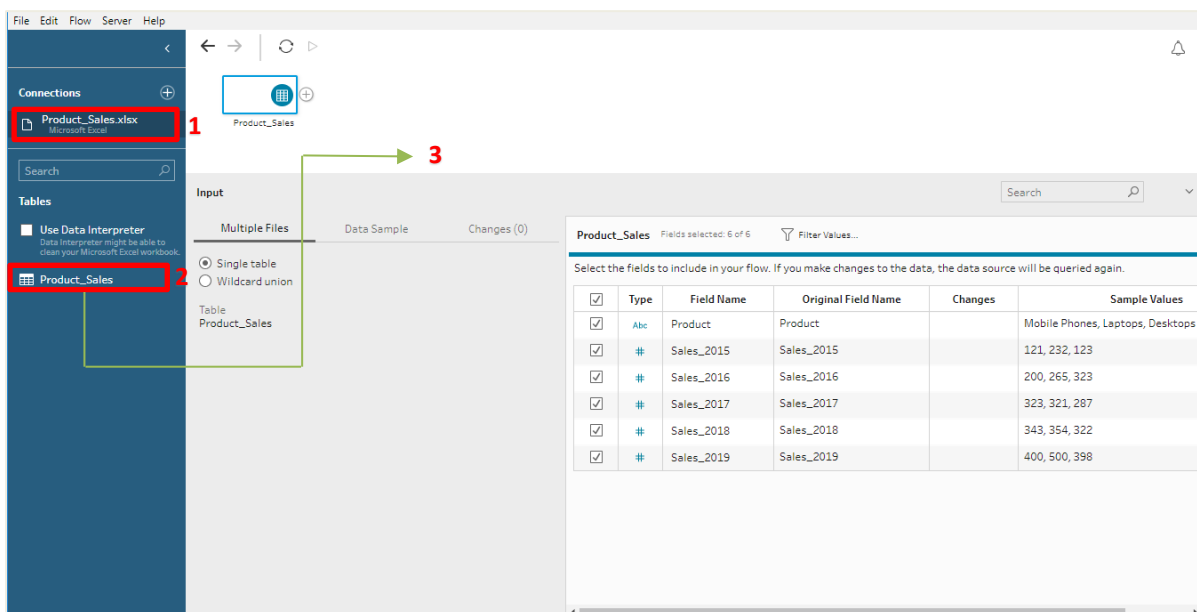 File Edit Flow Server Help
Connections
Product_Sales.xlsx
Microsoft Excel
1
Search
Tables
Use Data Interpreter
Data Interpreter might be able to
clean your Microsoft Excel workbook.
Product_Sales
2
Product_Sales
3
Input
Search
Multiple Files Data Sample Changes (0)
Single table
Wildcard union
Table
Product_Sales
Product_Sales Fields selected: 6 of 6 Filter Values...
Select the fields to include in your flow. If you make changes to the data, the data source will be queried again.
Type Field Name Original Field Name Changes Sample Values
Abc Product Product Mobile Phones, Laptops, Desktops
# Sales_2015 Sales_2015 121, 232, 123
# Sales_2016 Sales_2016 200, 265, 323
# Sales_2017 Sales_2017 323, 321, 287
# Sales_2018 Sales_2018 343, 354, 322
# Sales_2019 Sales_2019 400, 500, 398